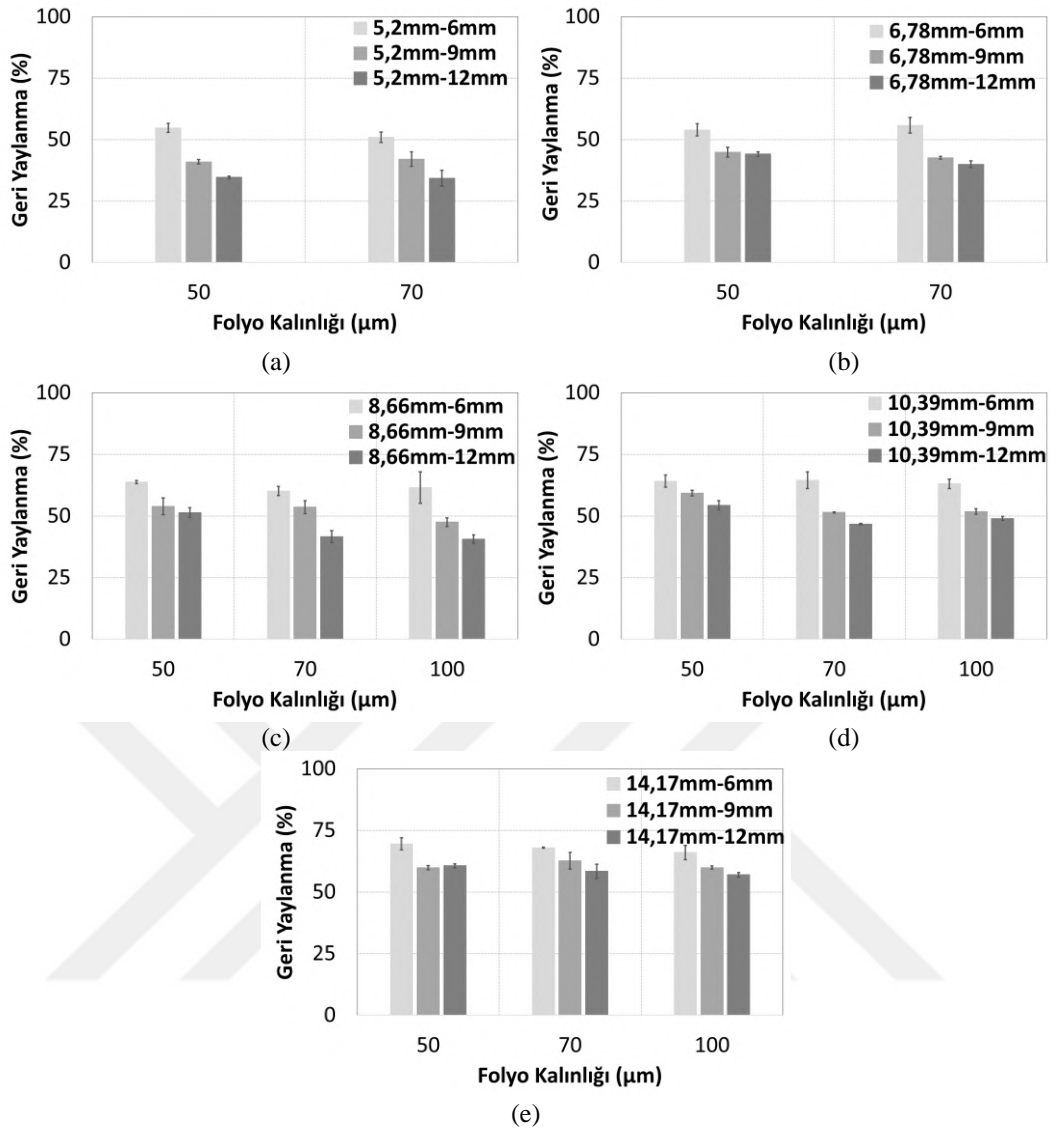 100
75
50
25
0
Geri Yaylanma (%)
5,2mm-6mm
5,2mm-9mm
5,2mm-12mm
50 70
Folyo Kalınlığı (µm)
(a)
100
75
50
25
0
Geri Yaylanma (%)
6,78mm-6mm
6,78mm-9mm
6,78mm-12mm
50 70
Folyo Kalınlığı (µm)
(b)
100
75
50
25
0
Geri Yaylanma (%)
8,66mm-6mm
8,66mm-9mm
8,66mm-12mm
50 70 100
Folyo Kalınlığı (µm)
(c)
100
75
50
25
0
Geri Yaylanma (%)
10,39mm-6mm
10,39mm-9mm
10,39mm-12mm
50 70 100
Folyo Kalınlığı (µm)
(d)
100
75
50
25
0
Geri Yaylanma (%)
14,17mm-6mm
14,17mm-9mm
14,17mm-12mm
50 70 100
Folyo Kalınlığı (µm)
(e)